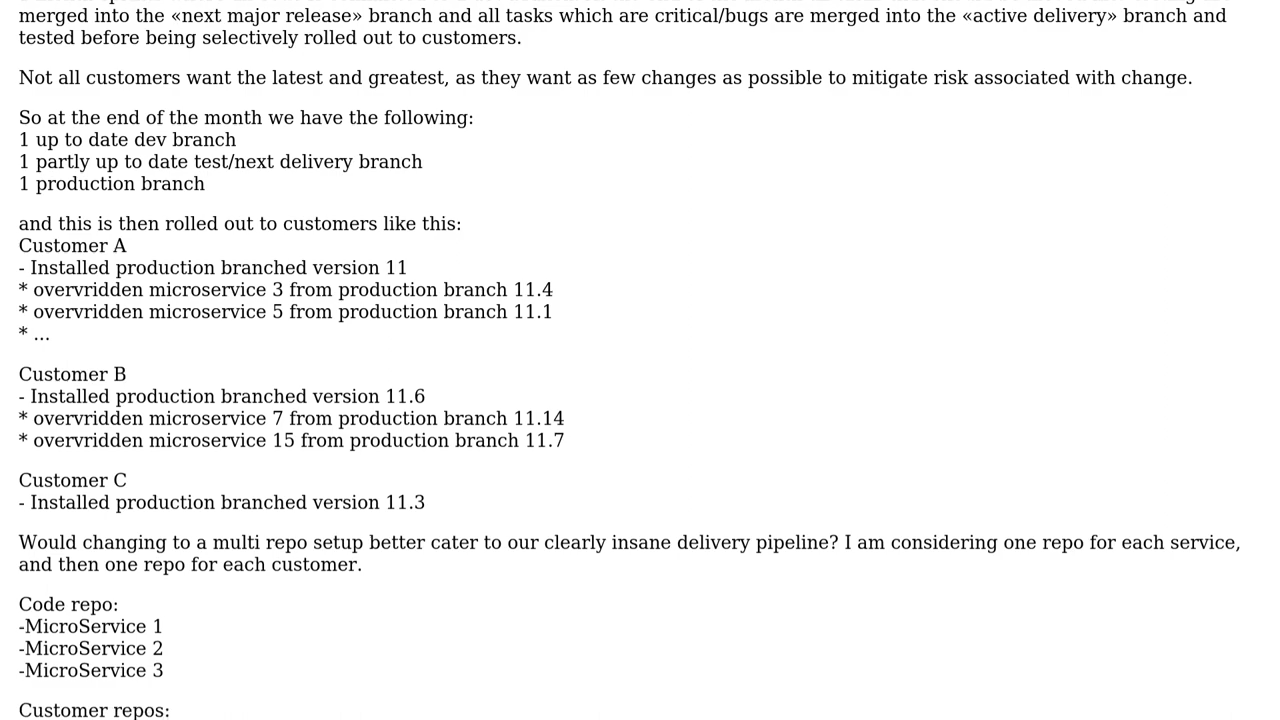 merged into the «next major release» branch and all tasks which are critical/bugs are merged into the «active delivery» branch and
tested before being selectively rolled out to customers.
Not all customers want the latest and greatest, as they want as few changes as possible to mitigate risk associated with change.
So at the end of the month we have the following:
1 up to date dev branch
1 partly up to date test/next delivery branch
1 production branch
and this is then rolled out to customers like this:
Customer A
- Installed production branched version 11
* overvridden microservice 3 from production branch 11.4
* overvridden microservice 5 from production branch 11.1
* ...
Customer B
- Installed production branched version 11.6
* overvridden microservice 7 from production branch 11.14
* overvridden microservice 15 from production branch 11.7
Customer C
- Installed production branched version 11.3
Would changing to a multi repo setup better cater to our clearly insane delivery pipeline? I am considering one repo for each service,
and then one repo for each customer.
Code repo:
-MicroService 1
-MicroService 2
-MicroService 3
Customer repos: